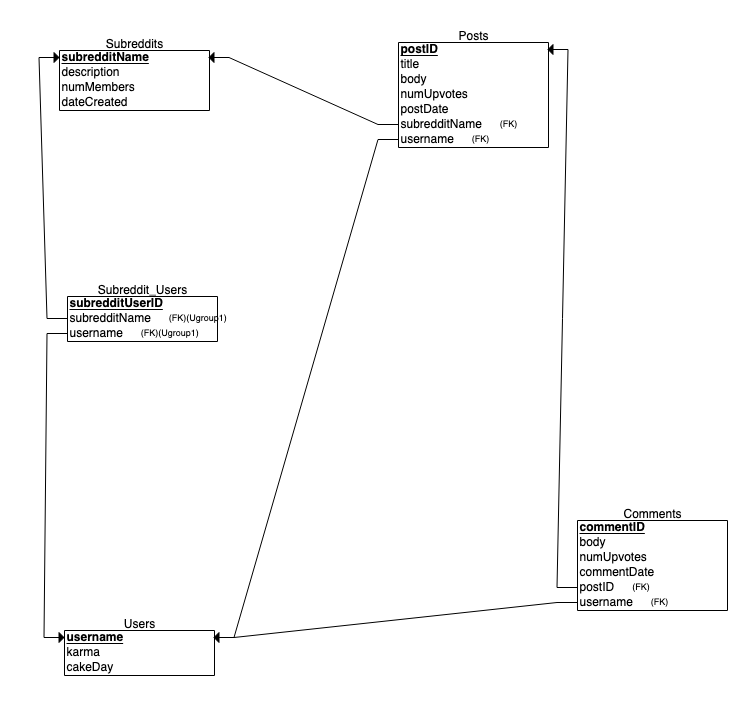 Subreddits
subredditName
description
numMembers
dateCreated
Posts
postID
title
body
numUpvotes
postDate
subredditName (FK)
username (FK)
Subreddit_Users
subredditUserID
subredditName (FK)(Ugroup1)
username (FK)(Ugroup1)
Comments
commentID
body
numUpvotes
commentDate
postID (FK)
username (FK)
Users
username
karma
cakeDay